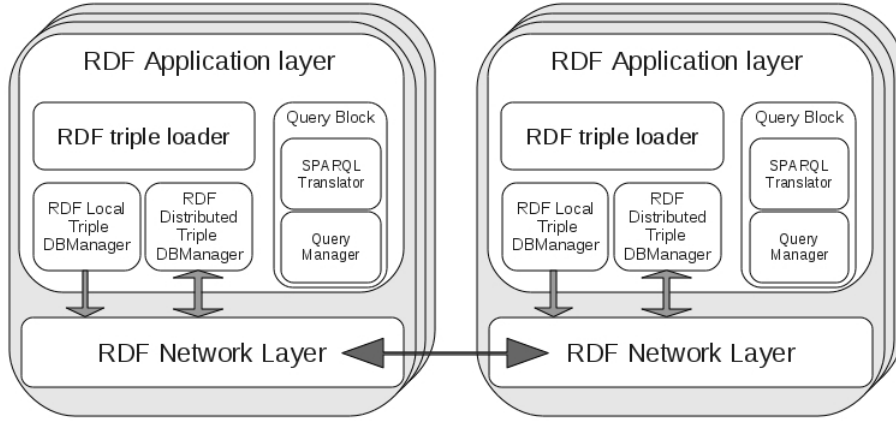 RDF Application layer
RDF triple loader
Query Block
SPARQL
Translator
RDF Local
Triple
DBManager
RDF
Distributed
Triple
DBManager
Query
Manager
RDF Network Layer
RDF Application layer
RDF triple loader
Query Block
SPARQL
Translator
RDF Local
Triple
DBManager
RDF
Distributed
Triple
DBManager
Query
Manager
RDF Network Layer